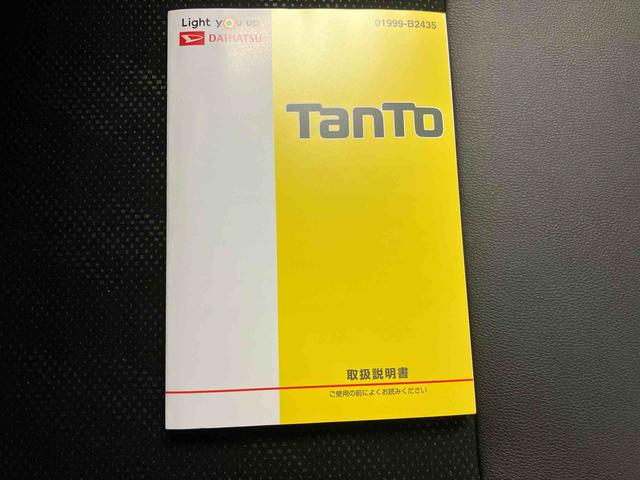 Light you up
DAIHATSU
01999-B2435
TanTo
取扱説明書
ご使用の前によくお読みください